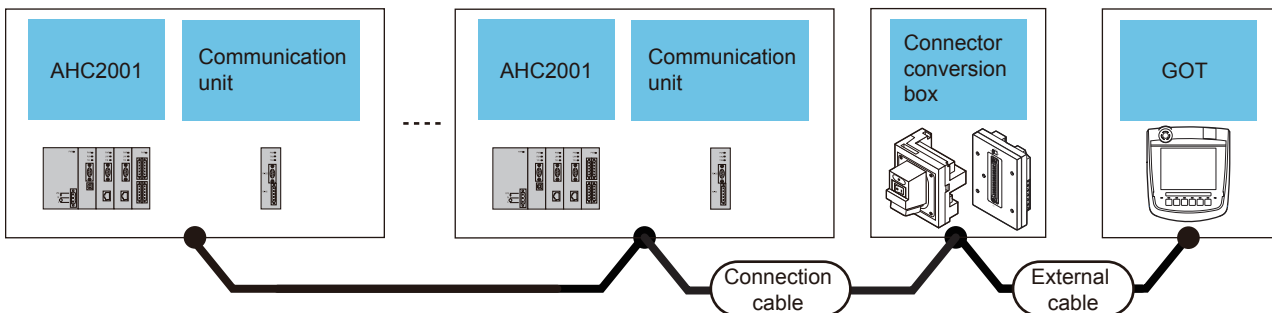 AHC2001
Communication
unit
AHC2001
Communication
unit
Connector
conversion
box
GOT
Connection
cable
External
cable